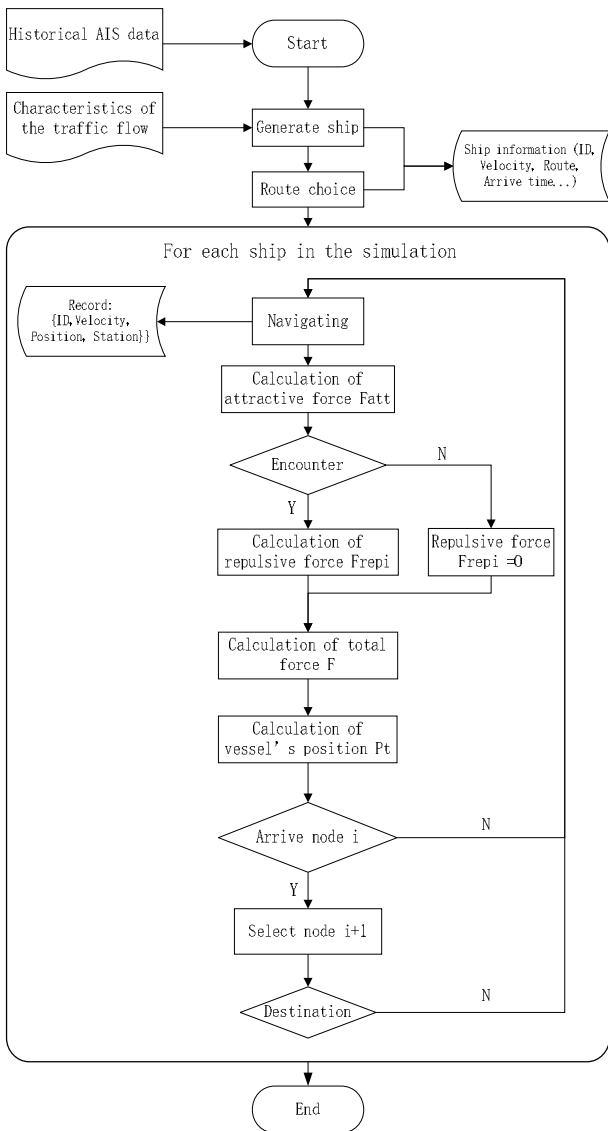 Historical AIS data
Start
Characteristics of
the traffic flow
Generate ship
Ship information (ID,
Velocity, Route,
Arrive time...)
Route choice
For each ship in the simulation
Record:
{ID,Velocity,
Position, Station}}
Navigating
Calculation of
attractive force Fatt
Encounter
N
Y
Calculation of
repulsive force Frepi
Repulsive force
Frepi =0
Calculation of total
force F
Calculation of
vessel's position Pt
Arrive node i
N
Y
Select node i+1
Destination
N
End